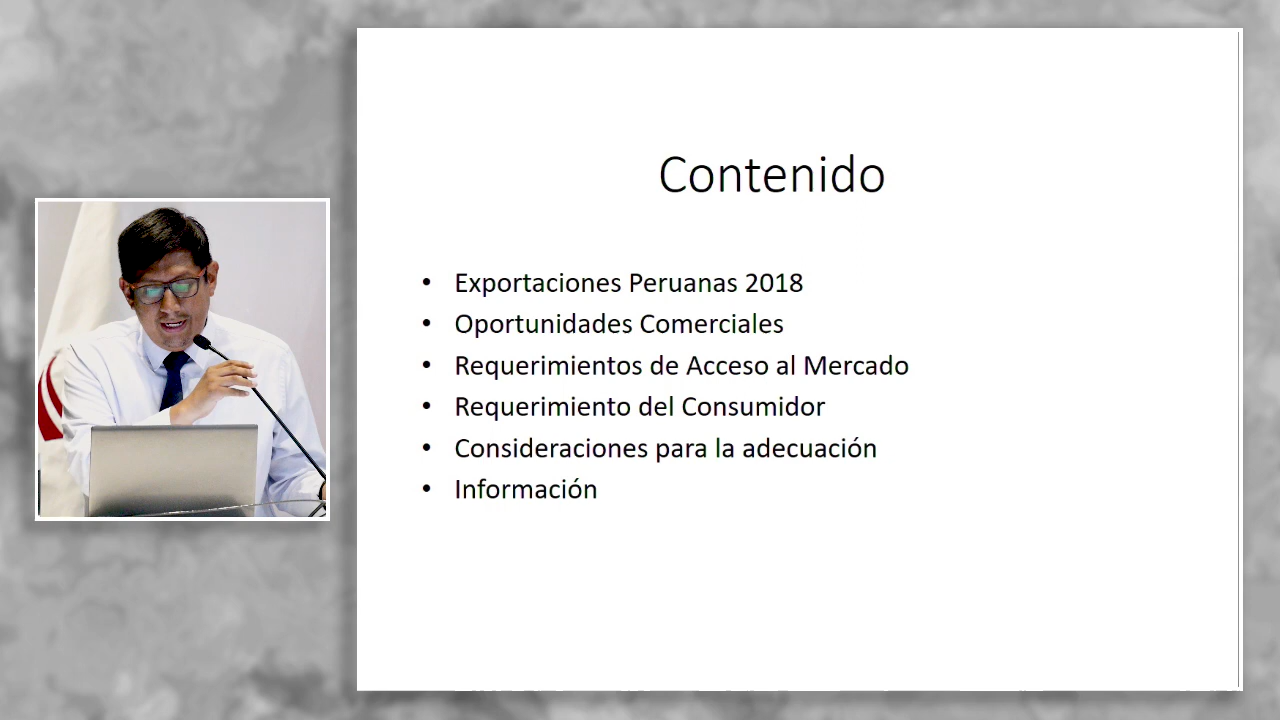 Contenido
• Exportaciones Peruanas 2018
• Oportunidades Comerciales
• Requerimientos de Acceso al Mercado
• Requerimiento del Consumidor
• Consideraciones para la adecuación
• Información